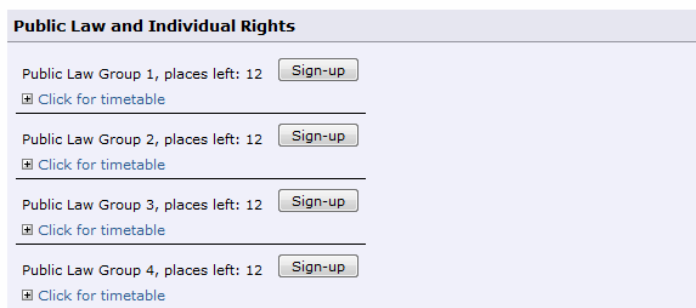 Public Law and Individual Rights
Public Law Group 1, places left: 12 Sign-up
Click for timetable
Public Law Group 2, places left: 12 Sign-up
Click for timetable
Public Law Group 3, places left: 12 Sign-up
Click for timetable
Public Law Group 4, places left: 12 Sign-up
Click for timetable